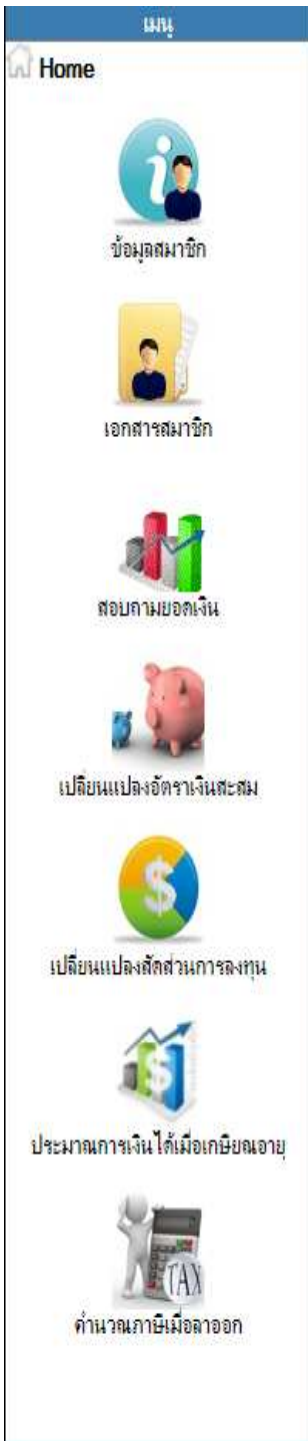 เมนู
Home
ข้อมูลสมาชิก
เอกสารสมาชิก
สอบถามยอดเงิน
เปลี่ยนแปลงอัตราเงินสะสม
เปลี่ยนแปลงสัดส่วนการลงทุน
ประมาณการเงินได้เมื่อเกษียณอายุ
TAX
คำนวณภาษีเมื่อลาออก